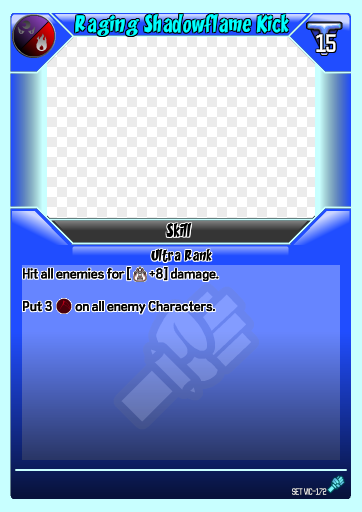 Raging Shadowflame Kick
15
Skill
Ultra Rank
Hit all enemies for [ +8] damage.
Put 3 on all enemy Characters.
SET VIC-172